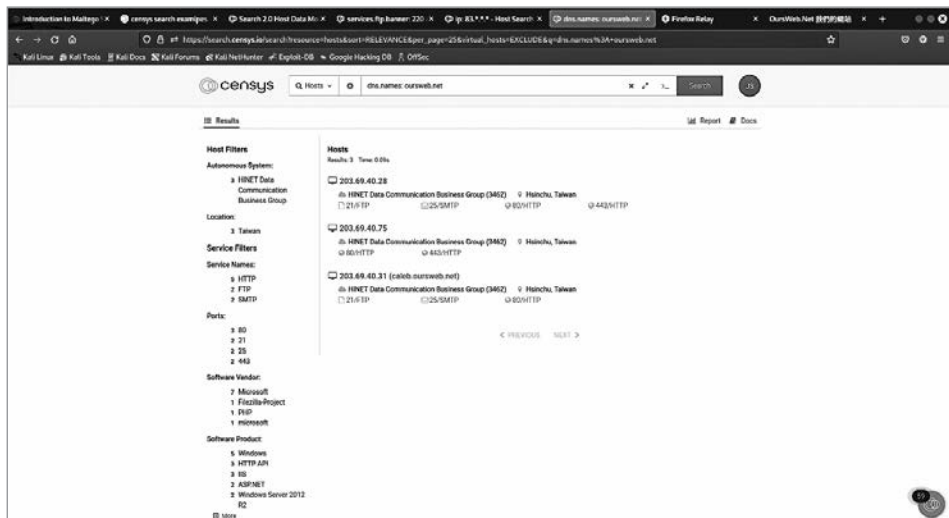 Introduction to Maltego
censys search exampes
Search 2.0 Host Data Mo
services.ftp.banner: 220
ip: 83.*.*.* - Host Search
dns.names: oursweb.net
Firefox Relay
OursWeb.Net 我們的網站
https://search.censys.io/search?resource=hosts&sort=RELEVANCE&per_page=25&virtual_hosts=EXCLUDE&q=dns.names%3A+oursweb.net
Kali Linux Kali Tools Kali Docs Kali Forums Kali NetHunter Exploit-DB Google Hacking DB OffSec
censys Hosts dns.names: oursweb.net Search JS
Results Report Docs
Host Filters
Autonomous System:
3 HINET Data
Communication
Business Group
Location:
3 Taiwan
Service Filters
Service Names:
5 HTTP
2 FTP
2 SMTP
Ports:
3 80
2 21
2 25
2 443
Software Vendor:
7 Microsoft
1 Filezilla-Project
1 PHP
1 microsoft
Software Product:
5 Windows
3 HTTP API
3 IIS
2 ASP.NET
2 Windows Server 2012
R2
More
Hosts
Results: 3 Time: 0.09s
203.69.40.28
HINET Data Communication Business Group (3462) Hsinchu, Taiwan
21/FTP 25/SMTP 80/HTTP 443/HTTP
203.69.40.75
HINET Data Communication Business Group (3462) Hsinchu, Taiwan
80/HTTP 443/HTTP
203.69.40.31 (caleb.oursweb.net)
HINET Data Communication Business Group (3462) Hsinchu, Taiwan
21/FTP 25/SMTP 80/HTTP
< PREVIOUS NEXT >
59